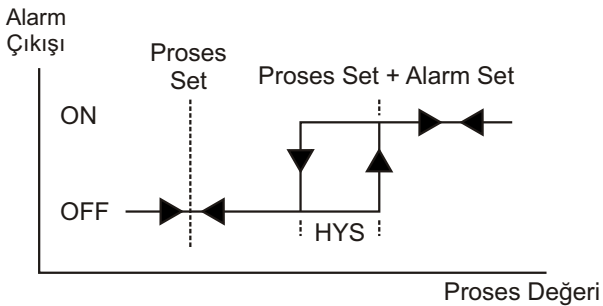 Alarm
Çıkışı
Proses
Set
Proses Set + Alarm Set
ON
OFF
HYS
Proses Değeri